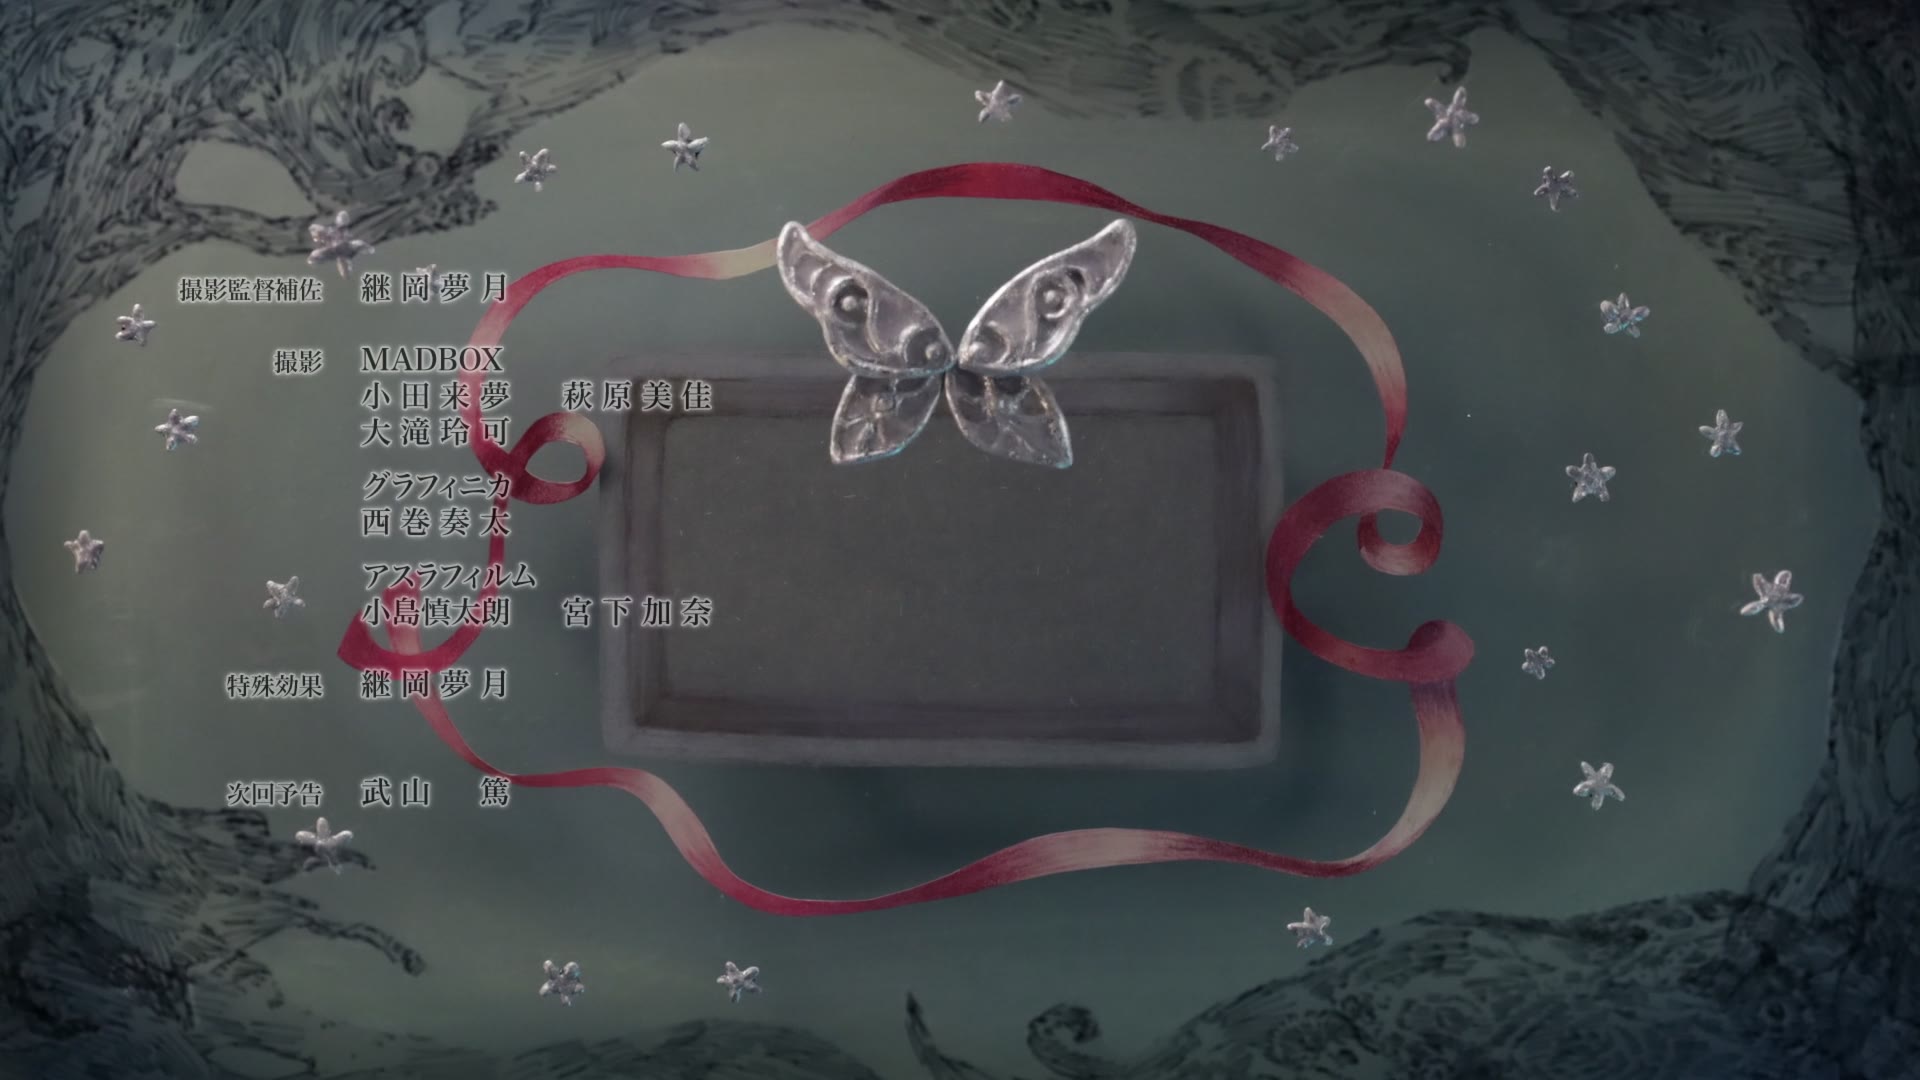 撮影監督補佐 継岡夢月
撮影 MADBOX
小田来夢 萩原美佳
大滝玲可
グラフィニカ
西巻奏太
アスラフィルム
小島慎太朗 宮下加奈
特殊効果 継岡夢月
次回予告 武山 篤